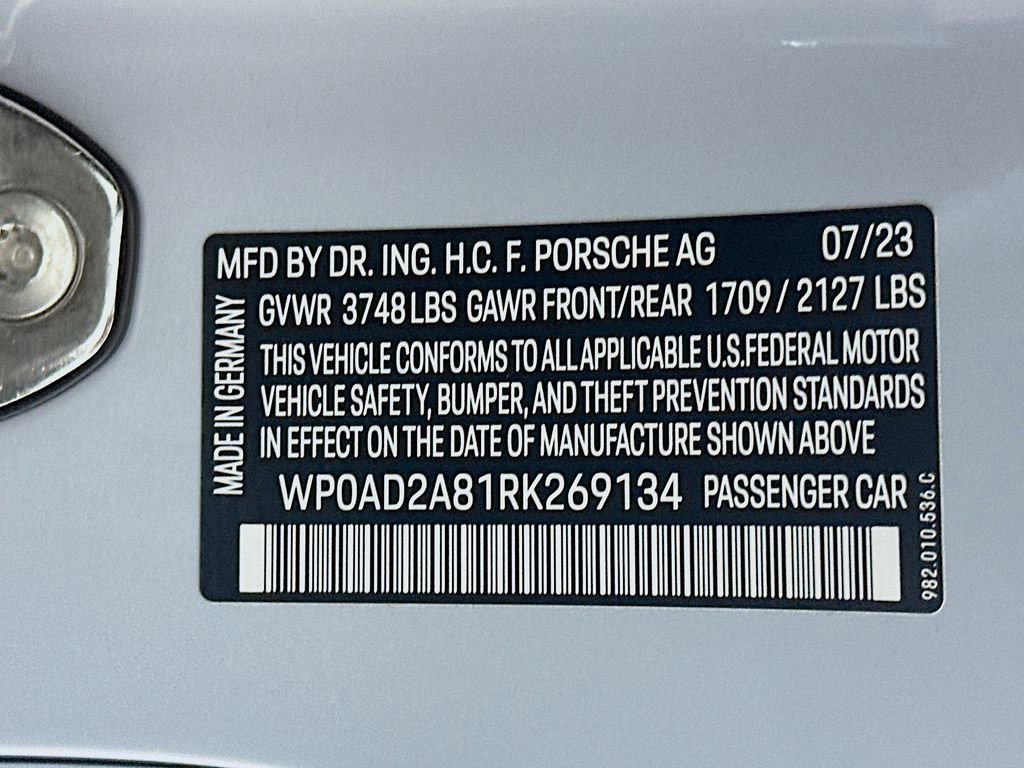 MFD BY DR. ING. H.C. F. PORSCHE AG 07/23
GVWR 3748 LBS GAWR FRONT/REAR 1709 / 2127 LBS
MADE IN GERMANY
THIS VEHICLE CONFORMS TO ALL APPLICABLE U.S.FEDERAL MOTOR
VEHICLE SAFETY, BUMPER, AND THEFT PREVENTION STANDARDS
IN EFFECT ON THE DATE OF MANUFACTURE SHOWN ABOVE
WP0AD2A81RK269134 PASSENGER CAR
982.010.536.C